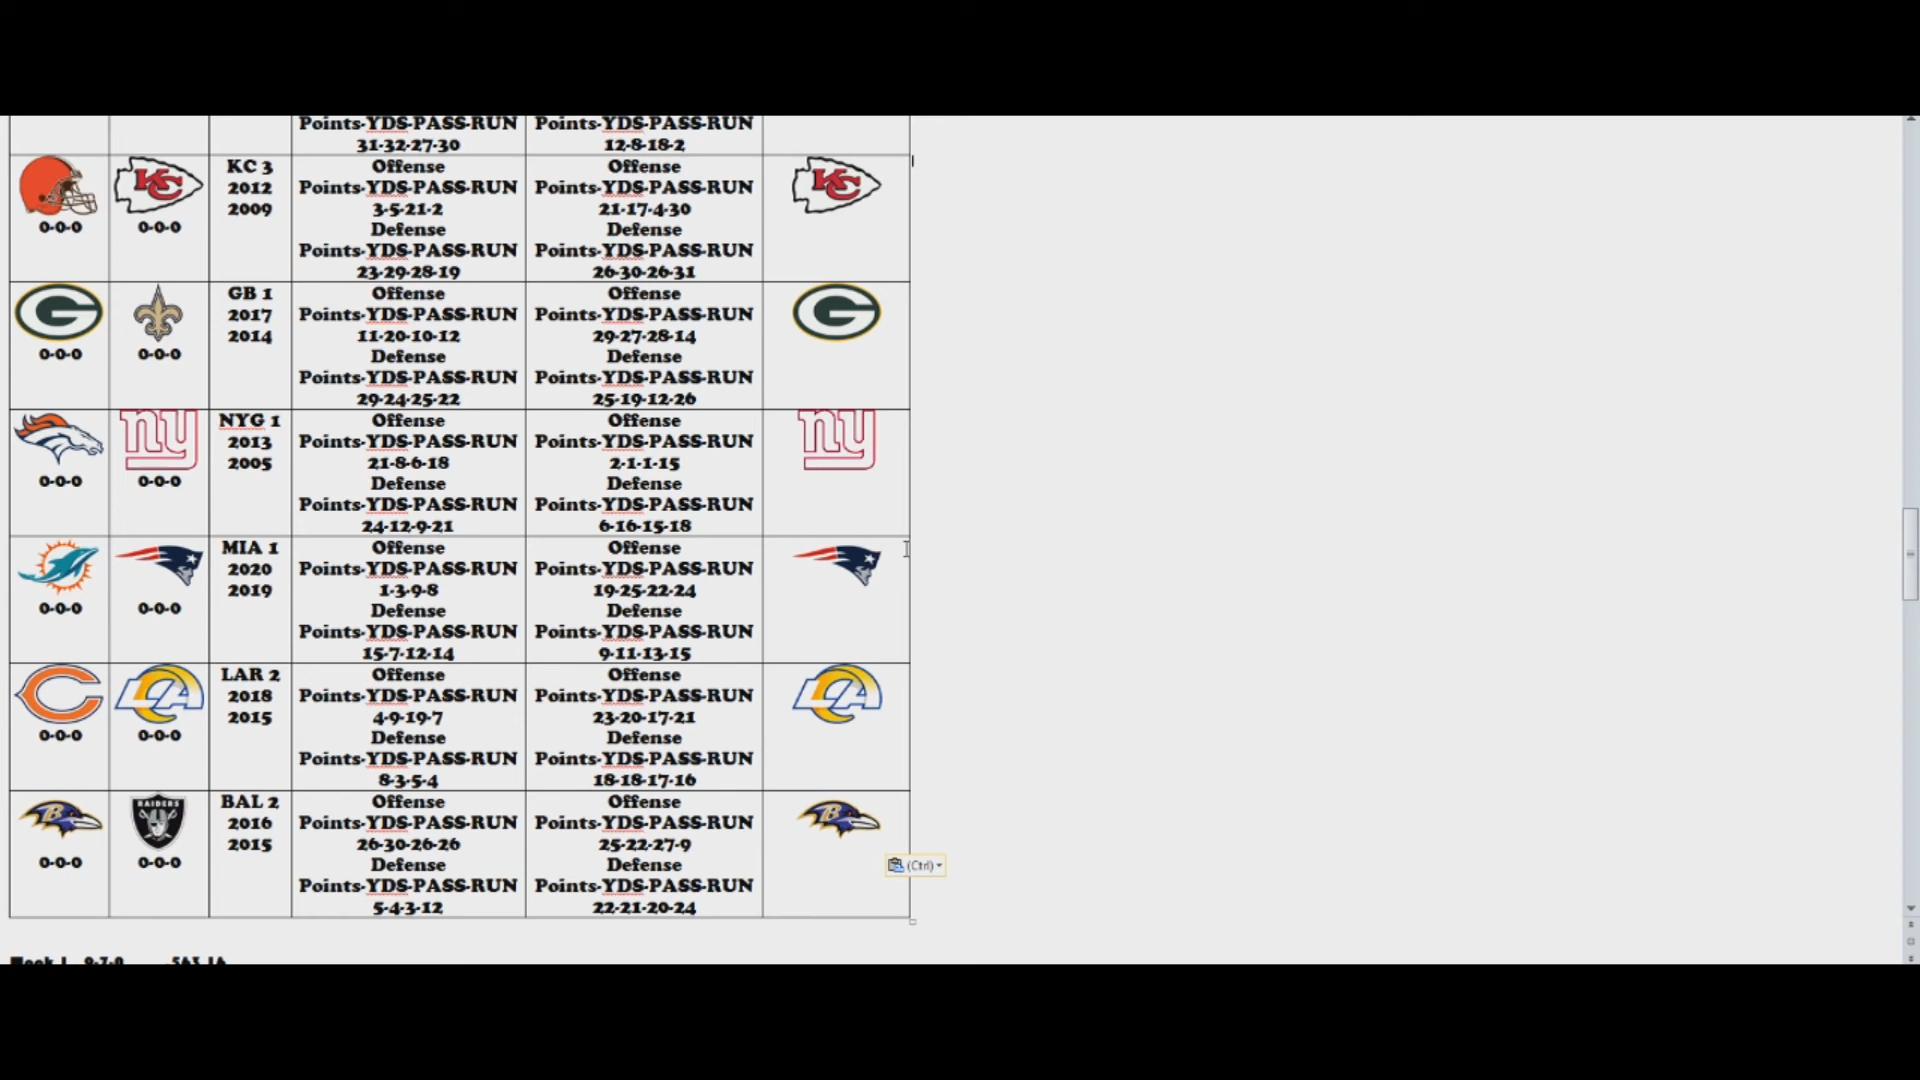 Points-YDS-PASS-RUN Points-YDS-PASS-RUN
31-32-27-30 12-8-18-2
KC KC 3 Offense Offense KC
2012 Points-YDS-PASS-RUN Points-YDS-PASS-RUN
2009 3-5-21-2 21-17-4-30
0-0-0 0-0-0 Defense Defense
Points-YDS-PASS-RUN Points-YDS-PASS-RUN
23-29-28-19 26-30-26-31
G GB 1 Offense Offense G
2017 Points-YDS-PASS-RUN Points-YDS-PASS-RUN
2014 11-20-10-12 29-27-28-14
0-0-0 0-0-0 Defense Defense
Points-YDS-PASS-RUN Points-YDS-PASS-RUN
29-24-25-22 25-19-12-26
ny NYG 1 Offense Offense ny
2013 Points-YDS-PASS-RUN Points-YDS-PASS-RUN
2005 21-8-6-18 2-1-1-15
0-0-0 0-0-0 Defense Defense
Points-YDS-PASS-RUN Points-YDS-PASS-RUN
24-12-9-21 6-16-15-18
MIA 1 Offense Offense
2020 Points-YDS-PASS-RUN Points-YDS-PASS-RUN
2019 1-3-9-8 19-25-22-24
0-0-0 0-0-0 Defense Defense
Points-YDS-PASS-RUN Points-YDS-PASS-RUN
15-7-12-14 9-11-13-15
C LA LAR 2 Offense Offense LA
2018 Points-YDS-PASS-RUN Points-YDS-PASS-RUN
2015 4-9-19-7 23-20-17-21
0-0-0 0-0-0 Defense Defense
Points-YDS-PASS-RUN Points-YDS-PASS-RUN
8-3-5-4 18-18-17-16
B RAIDERS BAL 2 Offense Offense B
2016 Points-YDS-PASS-RUN Points-YDS-PASS-RUN
2015 26-30-26-26 25-22-27-9
0-0-0 0-0-0 Defense Defense (Ctrl)
Points-YDS-PASS-RUN Points-YDS-PASS-RUN
5-4-3-12 22-21-20-24
Week 1 9-7-0 .563 16